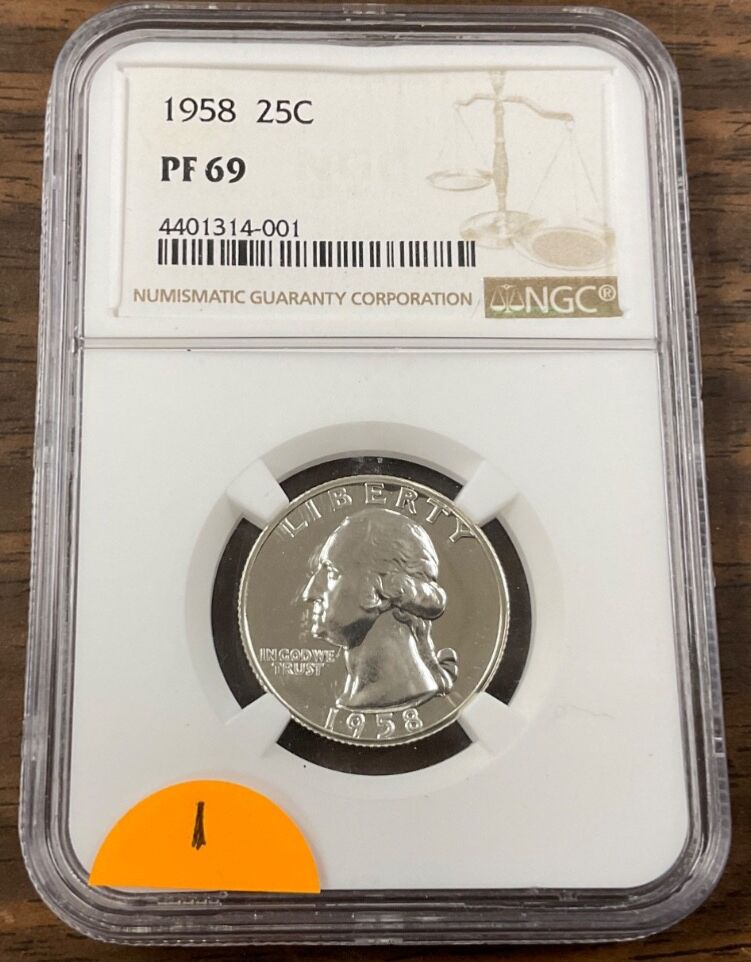 1958 25C
PF 69
4401314-001
NUMISMATIC GUARANTY CORPORATION NGC®
LIBERTY
IN GOD WE
TRUST
1958
1